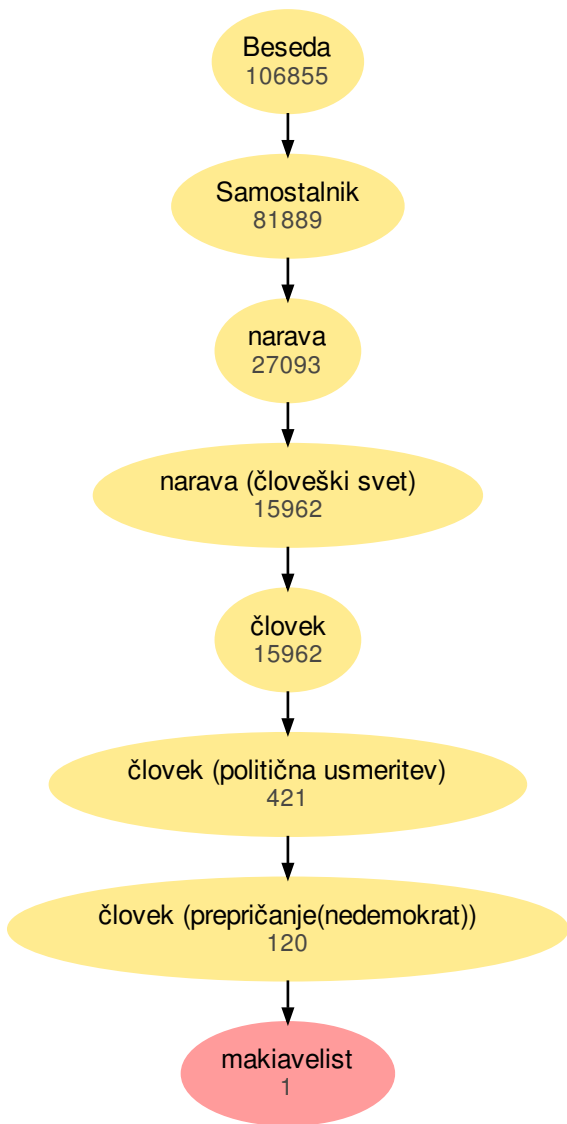 Beseda
106855
Samostalnik
81889
narava
27093
narava (človeški svet)
15962
človek
15962
človek (politična usmeritev)
421
človek (prepričanje(nedemokrat))
120
makiavelist
1